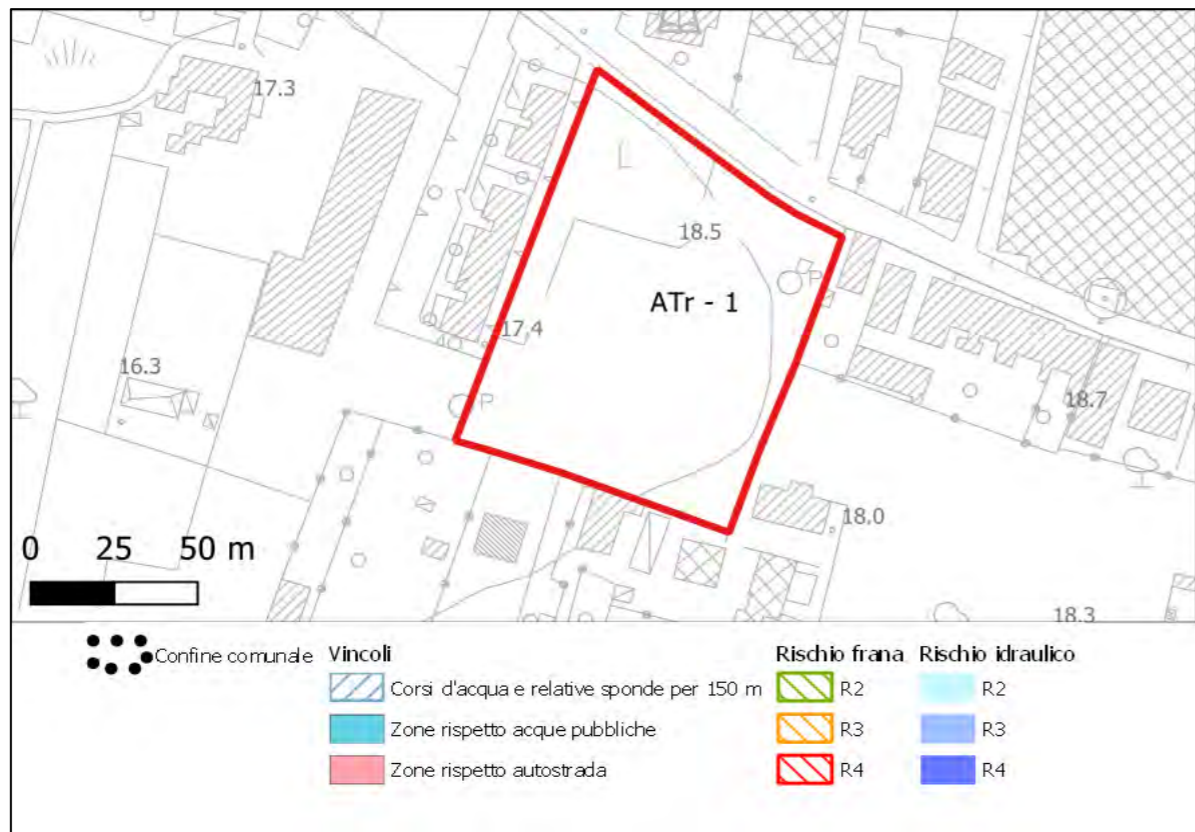 17.3
18.5
P
ATr - 1
17.4
16.3
P
18.7
18.0
0 25 50 m
18.3
Confine comunale
Vincoli
Corsi d'acqua e relative sponde per 150 m
Zone rispetto acque pubbliche
Zone rispetto autostrada
Rischio frana
R2
R3
R4
Rischio idraulico
R2
R3
R4